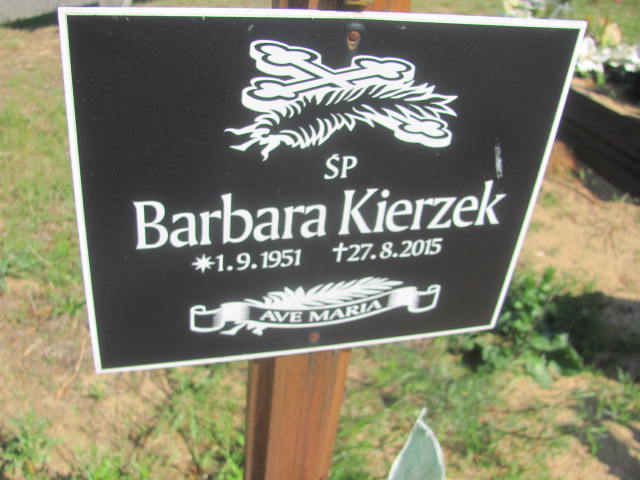 ŚP
Barbara Kierzek
*1.9.1951 †27.8.2015
AVE MARIA